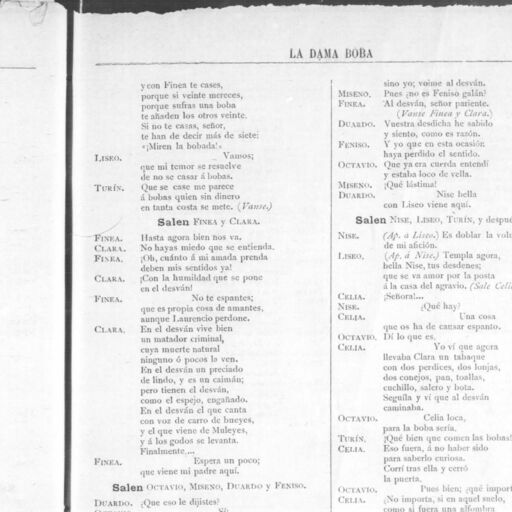 LA DAMA BOBA
y con Finea te cases,
porque si veinte mereces,
porque sufras una boba
te añaden los otros veinte.
Si no te casas, señor,
te han de decir mas de siete:
«¡Miren la bobada!»
LISEO. Vamos;
que mi temor se resuelve
de no se casar á bobas.
TURÍN. Que se case me parece
á bobas quien sin dinero
en tanta costa se mete. (Vanse.)
Salen FINEA y CLARA.
FINEA. Hasta agora bien nos va.
CLARA. No hayas miedo que se entienda.
FINEA. ¡Oh, cuánto á mi amada prenda
deben mis sentidos ya!
CLARA. ¡Con la humildad que se pone
en el desván!
FINEA. No te espantes;
que es propia cosa de amantes,
aunque Laurencio perdone.
CLARA. En el desván vive bien
un matador criminal,
cuya muerte natural
ninguno ó pocos la ven.
En el desván un preciado
de lindo, y es un caimán;
pero tienen el desván,
como el espejo, engañado.
En el desván el que canta
con voz de carro de bueyes,
y el que viene de Muleyes,
y á los godos se levanta.
Finalmente,...
FINEA. Espera un poco;
que viene mi padre aquí.
Salen OCTAVIO, MISENO, DUARDO y FENISO.
DUARDO. ¿Que eso le dijistes?
sino yo; voime al desván.
MISENO. Pues ¿no es Feniso galán?
FINEA. Al desván, señor pariente.
(Vanse Finea y Clara.)
DUARDO. Vuestra desdicha he sabido
y siento, como es razón.
FENISO. Y yo que en esta ocasión
haya perdido el sentido.
OCTAVIO. Que ya era cuerda entendí
y estaba loco de vella.
MISENO. ¡Qué lástima!
DUARDO. Nise bella
con Liseo viene aquí.
Salen NISE, LISEO, TURÍN, y despué
NISE. (Ap. a Liseo.) Es doblar la
de mi afición.
LISEO. (Ap. á Nise.) Templa agora,
bella Nise, tus desdenes;
que se va amor por la posta
á la casa del agravio. (Sale
CELIA. ¡Señora!...
NISE. ¿Qué hay?
CELIA. Una cosa
que os ha de causar espanto.
OCTAVIO. Dí lo que es.
CELIA. Yo ví que agora
llevaba Clara un tabaque
con dos perdices, dos lonjas,
dos conejos, pan, toallas,
cuchillo, salero y bota.
Seguíla y ví que al desván
caminaba.
OCTAVIO. Celia loca,
para la boba sería.
TURÍN. ¡Qué bien que comen las bobas!
CELIA. Eso fuera, á no haber sido
para saberlo curiosa.
Corrí tras ella y cerró
la puerta.
OCTAVIO. Pues bien; ¿qué
CELIA. ¿No importa, si en aquel suelo,
como si fuera una alfombra